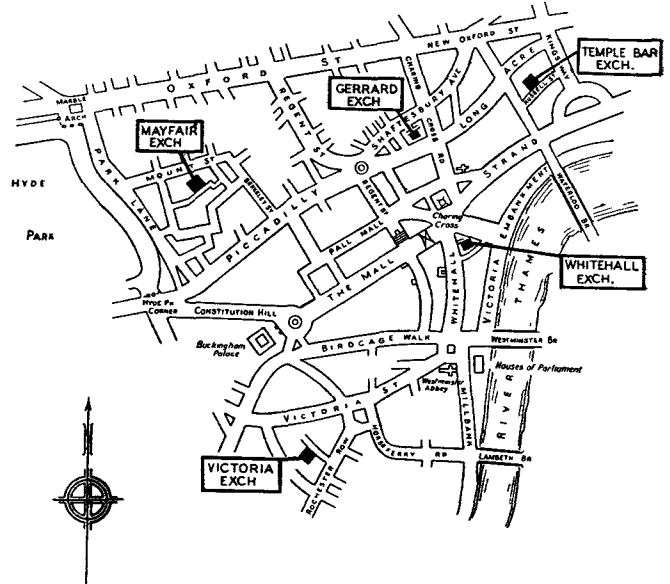 NEW OXFORD ST
OXFORD ST
KINGSWAY
TEMPLE BAR
EXCH.
RUSSELL ST
CHARING CROSS RD
SHAFTESBURY AVE
LONG ACRE
GERRARD
EXCH
REGENT ST
MARBLE
ARCH
MAYFAIR
EXCH
MOUNT ST
BERKELEY ST
PARK LANE
HYDE
PARK
PICCADILLY
REGENT ST
PALL MALL
STRAND
Charing
Cross
VICTORIA EMBANKMENT
WATERLOO BR
WHITEHALL
WHITEHALL
EXCH.
THE MALL
HYDE PK
CORNER
CONSTITUTION HILL
Buckingham
Palace
BIRDCAGE WALK
WESTMINSTER BR
Houses of Parliament
Westminster
Abbey
RIVER THAMES
VICTORIA ST
MILLBANK
HORSEFERRY RD
LAMBETH BR
VICTORIA
EXCH
ROCHESTER ROW
N